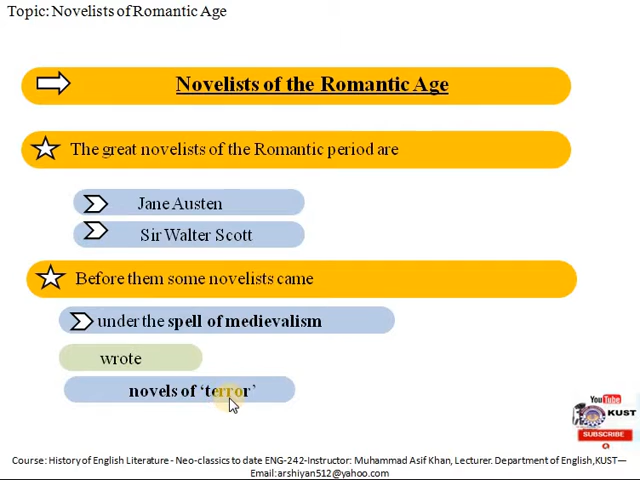 Topic: Novelists of Romantic Age
Novelists of the Romantic Age
The great novelists of the Romantic period are
Jane Austen
Sir Walter Scott
Before them some novelists came
under the spell of medievalism
wrote
novels of ‘terror’
YouTube
KUST
SUBSCRIBE
Course: History of English Literature - Neo-classics to date ENG-242-Instructor: Muhammad Asif Khan, Lecturer. Department of English,KUST—
Email:arshiyan512@yahoo.com